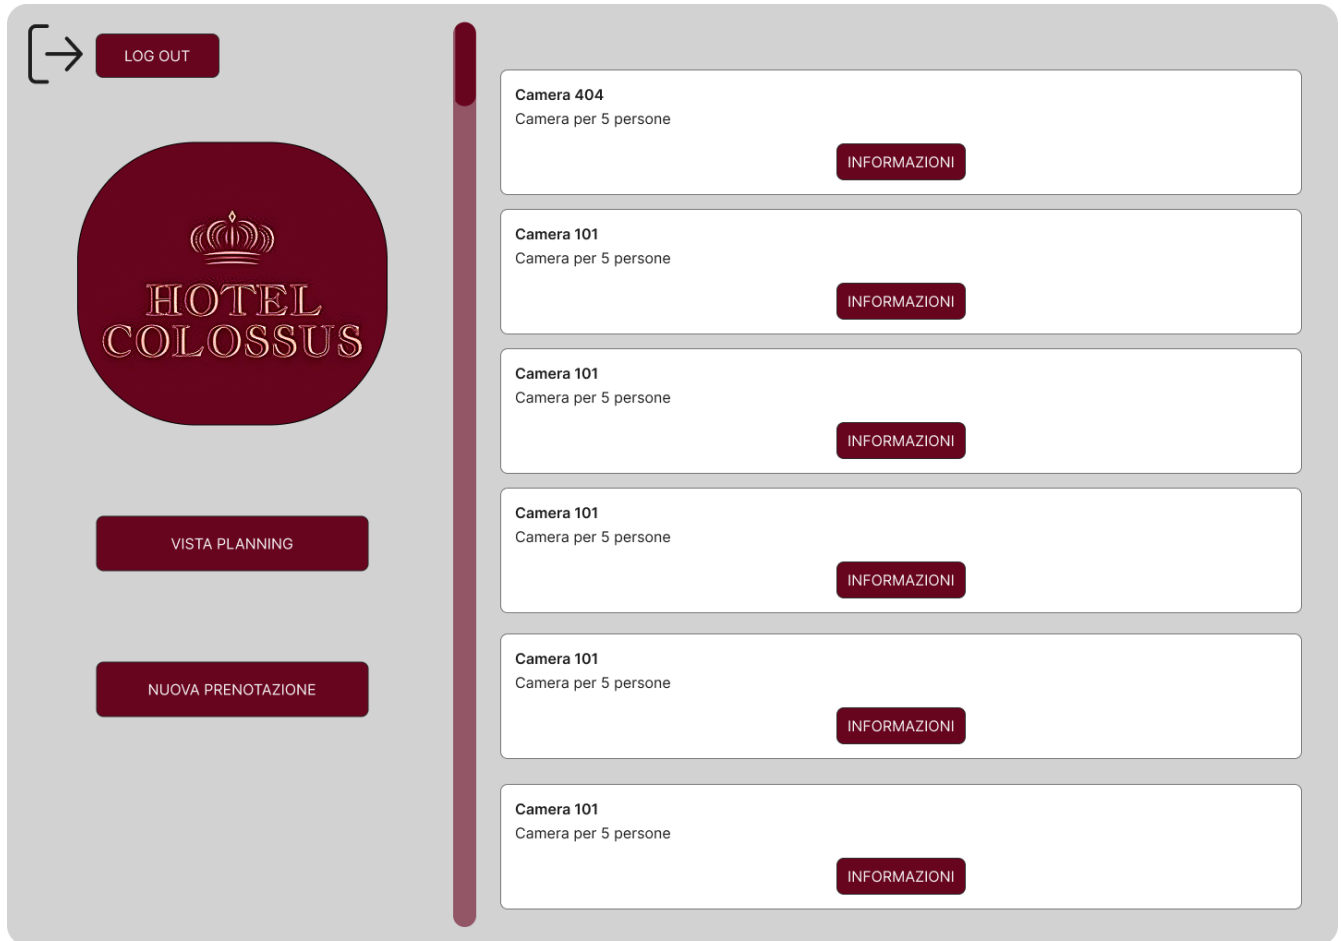 LOG OUT
HOTEL
COLOSSUS
VISTA PLANNING
NUOVA PRENOTAZIONE
Camera 404
Camera per 5 persone
INFORMAZIONI
Camera 101
Camera per 5 persone
INFORMAZIONI
Camera 101
Camera per 5 persone
INFORMAZIONI
Camera 101
Camera per 5 persone
INFORMAZIONI
Camera 101
Camera per 5 persone
INFORMAZIONI
Camera 101
Camera per 5 persone
INFORMAZIONI